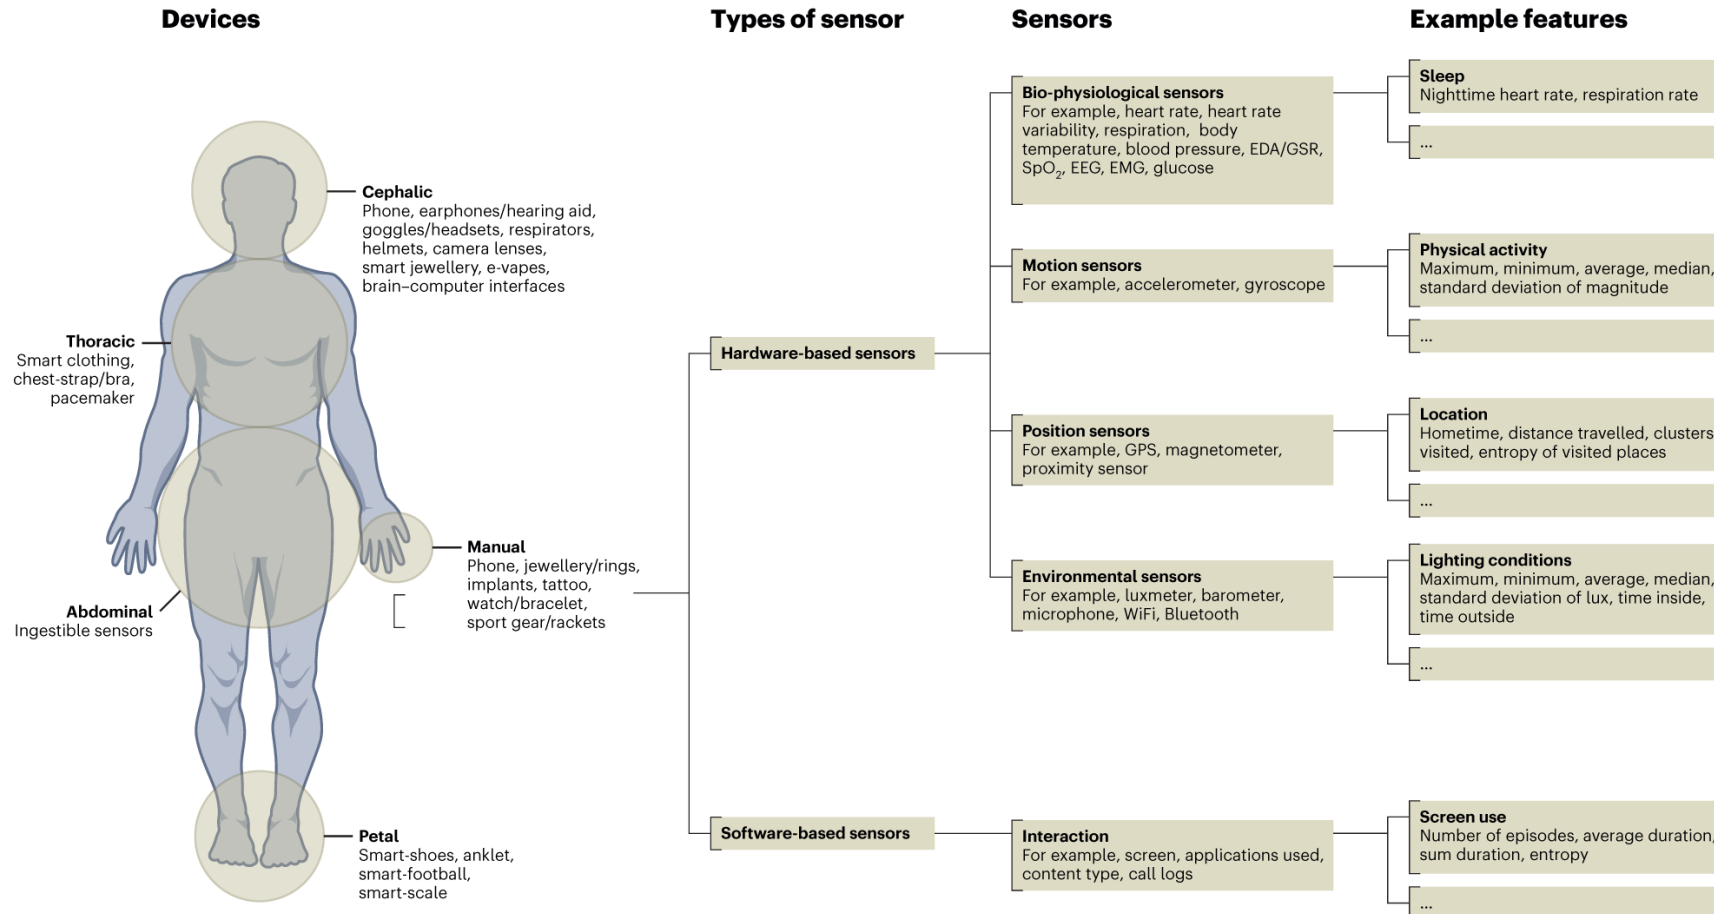 Devices
Types of sensor
Sensors
Example features
Cephalic
Phone, earphones/hearing aid,
goggles/headsets, respirators,
helmets, camera lenses,
smart jewellery, e-vapes,
brain–computer interfaces
Thoracic
Smart clothing,
chest-strap/bra,
pacemaker
Manual
Phone, jewellery/rings,
implants, tattoo,
watch/bracelet,
sport gear/rackets
Abdominal
Ingestible sensors
Petal
Smart-shoes, anklet,
smart-football,
smart-scale
Hardware-based sensors
Software-based sensors
Bio-physiological sensors
For example, heart rate, heart rate
variability, respiration, body
temperature, blood pressure, EDA/GSR,
SpO₂, EEG, EMG, glucose
Motion sensors
For example, accelerometer, gyroscope
Position sensors
For example, GPS, magnetometer,
proximity sensor
Environmental sensors
For example, luxmeter, barometer,
microphone, WiFi, Bluetooth
Interaction
For example, screen, applications used,
content type, call logs
Sleep
Nighttime heart rate, respiration rate
...
Physical activity
Maximum, minimum, average, median,
standard deviation of magnitude
...
Location
Hometime, distance travelled, clusters
visited, entropy of visited places
...
Lighting conditions
Maximum, minimum, average, median,
standard deviation of lux, time inside,
time outside
...
Screen use
Number of episodes, average duration,
sum duration, entropy
...